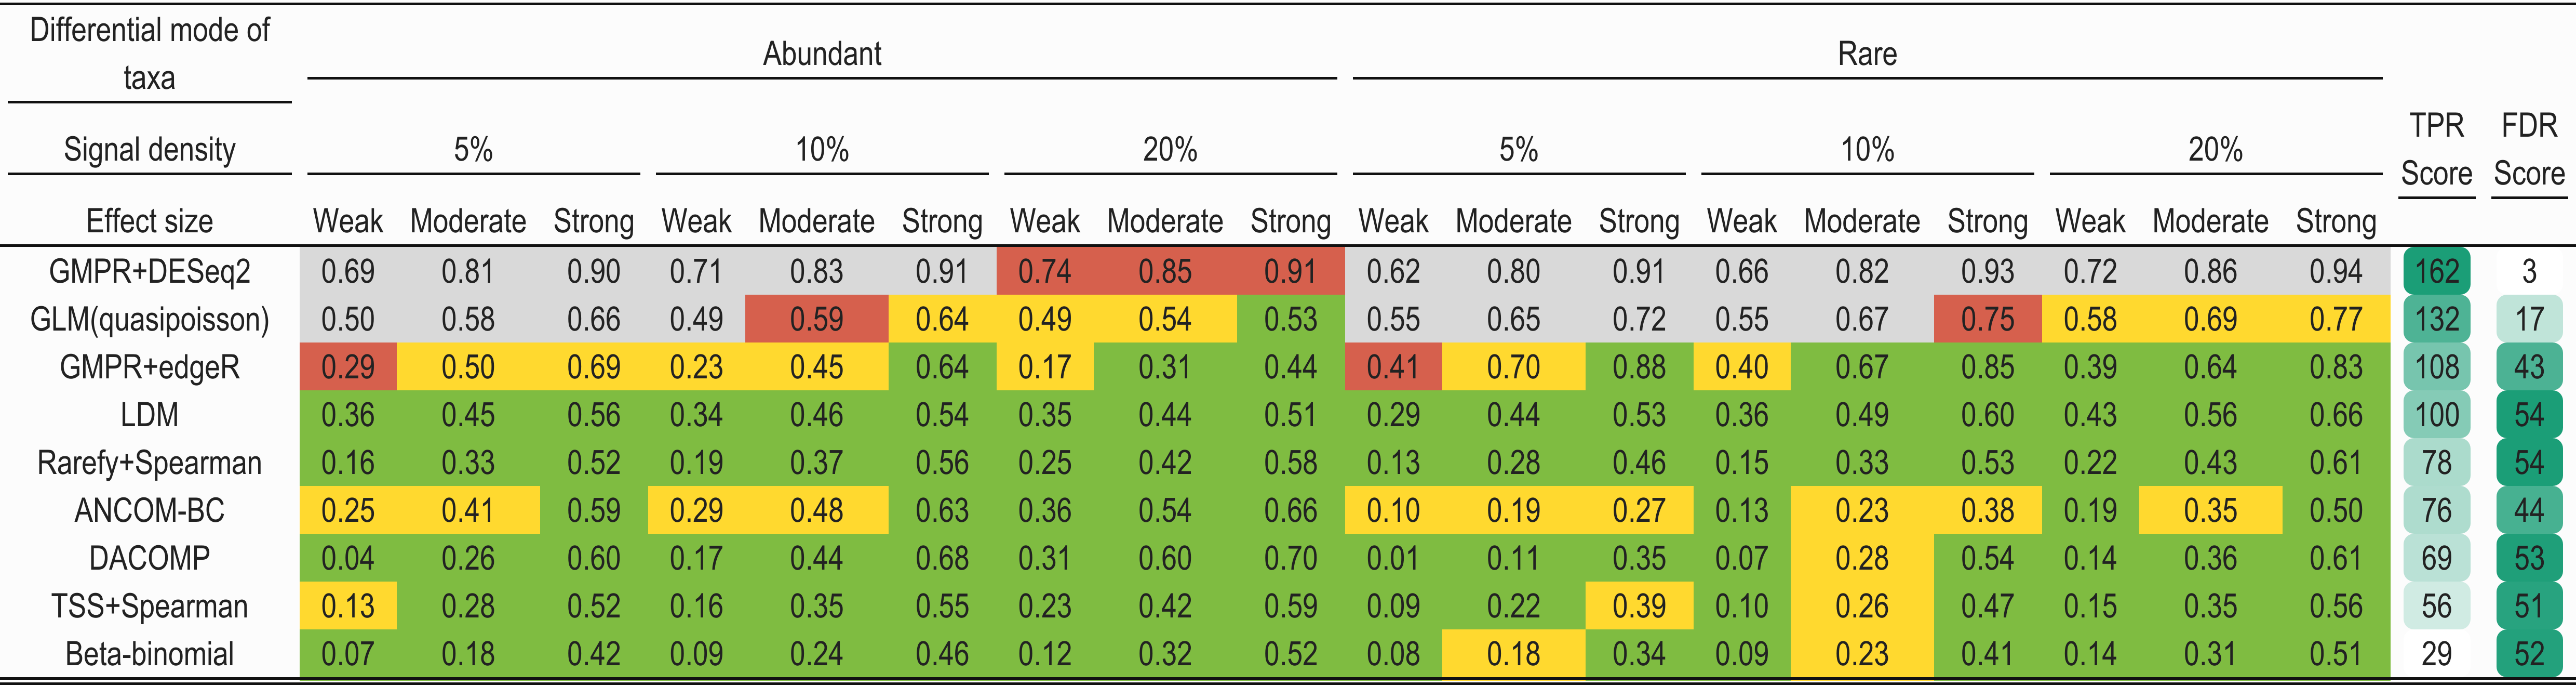 Differential mode of
taxa
Abundant
Rare
Signal density
5%
10%
20%
5%
10%
20%
TPR
Score
FDR
Score
Effect size Weak Moderate Strong Weak Moderate Strong Weak Moderate Strong Weak Moderate Strong Weak Moderate Strong Weak Moderate Strong
GMPR+DESeq2 0.69 0.81 0.90 0.71 0.83 0.91 0.74 0.85 0.91 0.62 0.80 0.91 0.66 0.82 0.93 0.72 0.86 0.94 162 3
GLM(quasipoisson) 0.50 0.58 0.66 0.49 0.59 0.64 0.49 0.54 0.53 0.55 0.65 0.72 0.55 0.67 0.75 0.58 0.69 0.77 132 17
GMPR+edgeR 0.29 0.50 0.69 0.23 0.45 0.64 0.17 0.31 0.44 0.41 0.70 0.88 0.40 0.67 0.85 0.39 0.64 0.83 108 43
LDM 0.36 0.45 0.56 0.34 0.46 0.54 0.35 0.44 0.51 0.29 0.44 0.53 0.36 0.49 0.60 0.43 0.56 0.66 100 54
Rarefy+Spearman 0.16 0.33 0.52 0.19 0.37 0.56 0.25 0.42 0.58 0.13 0.28 0.46 0.15 0.33 0.53 0.22 0.43 0.61 78 54
ANCOM-BC 0.25 0.41 0.59 0.29 0.48 0.63 0.36 0.54 0.66 0.10 0.19 0.27 0.13 0.23 0.38 0.19 0.35 0.50 76 44
DACOMP 0.04 0.26 0.60 0.17 0.44 0.68 0.31 0.60 0.70 0.01 0.11 0.35 0.07 0.28 0.54 0.14 0.36 0.61 69 53
TSS+Spearman 0.13 0.28 0.52 0.16 0.35 0.55 0.23 0.42 0.59 0.09 0.22 0.39 0.10 0.26 0.47 0.15 0.35 0.56 56 51
Beta-binomial 0.07 0.18 0.42 0.09 0.24 0.46 0.12 0.32 0.52 0.08 0.18 0.34 0.09 0.23 0.41 0.14 0.31 0.51 29 52